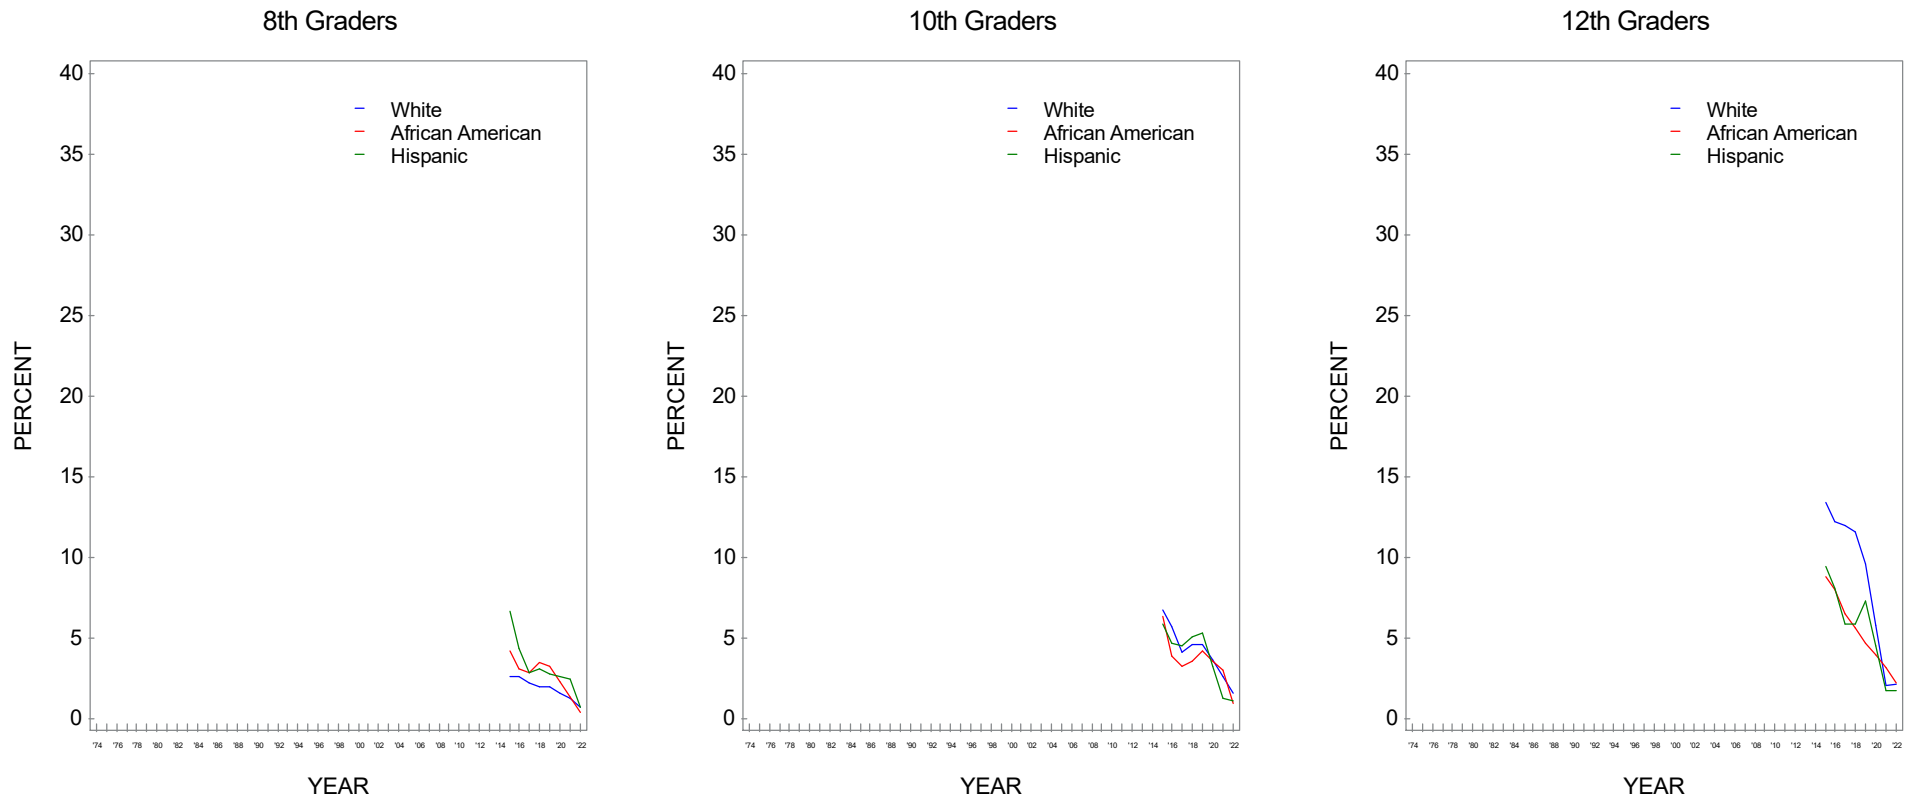 8th Graders
40
35
30
25
20
15
10
5
0
PERCENT
White
African American
Hispanic
'74 '76 '78 '80 '82 '84 '86 '88 '90 '92 '94 '96 '98 '00 '02 '04 '06 '08 '10 '12 '14 '16 '18 '20 '22
YEAR
10th Graders
40
35
30
25
20
15
10
5
0
PERCENT
White
African American
Hispanic
'74 '76 '78 '80 '82 '84 '86 '88 '90 '92 '94 '96 '98 '00 '02 '04 '06 '08 '10 '12 '14 '16 '18 '20 '22
YEAR
12th Graders
40
35
30
25
20
15
10
5
0
PERCENT
White
African American
Hispanic
'74 '76 '78 '80 '82 '84 '86 '88 '90 '92 '94 '96 '98 '00 '02 '04 '06 '08 '10 '12 '14 '16 '18 '20 '22
YEAR